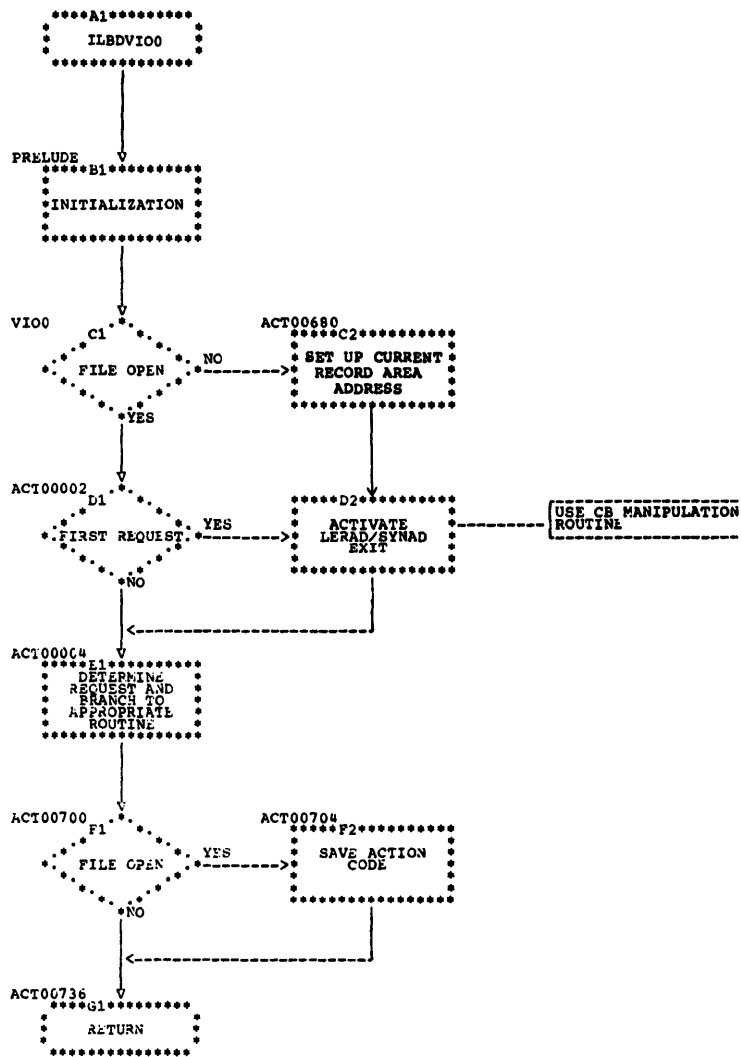 A1
ILBDVIO0
PRELUDE
B1
INITIALIZATION
VIO0
C1
FILE OPEN
NO
YES
ACT00680
C2
SET UP CURRENT
RECORD AREA
ADDRESS
ACT00002
D1
FIRST REQUEST
YES
NO
D2
ACTIVATE
LERAD/SYNAD
EXIT
USE CB MANIPULATION
ROUTINE
ACT00004
E1
DETERMINE
REQUEST AND
BRANCH TO
APPROPRIATE
ROUTINE
ACT00700
F1
FILE OPEN
YES
NO
ACT00704
F2
SAVE ACTION
CODE
ACT00736
G1
RETURN